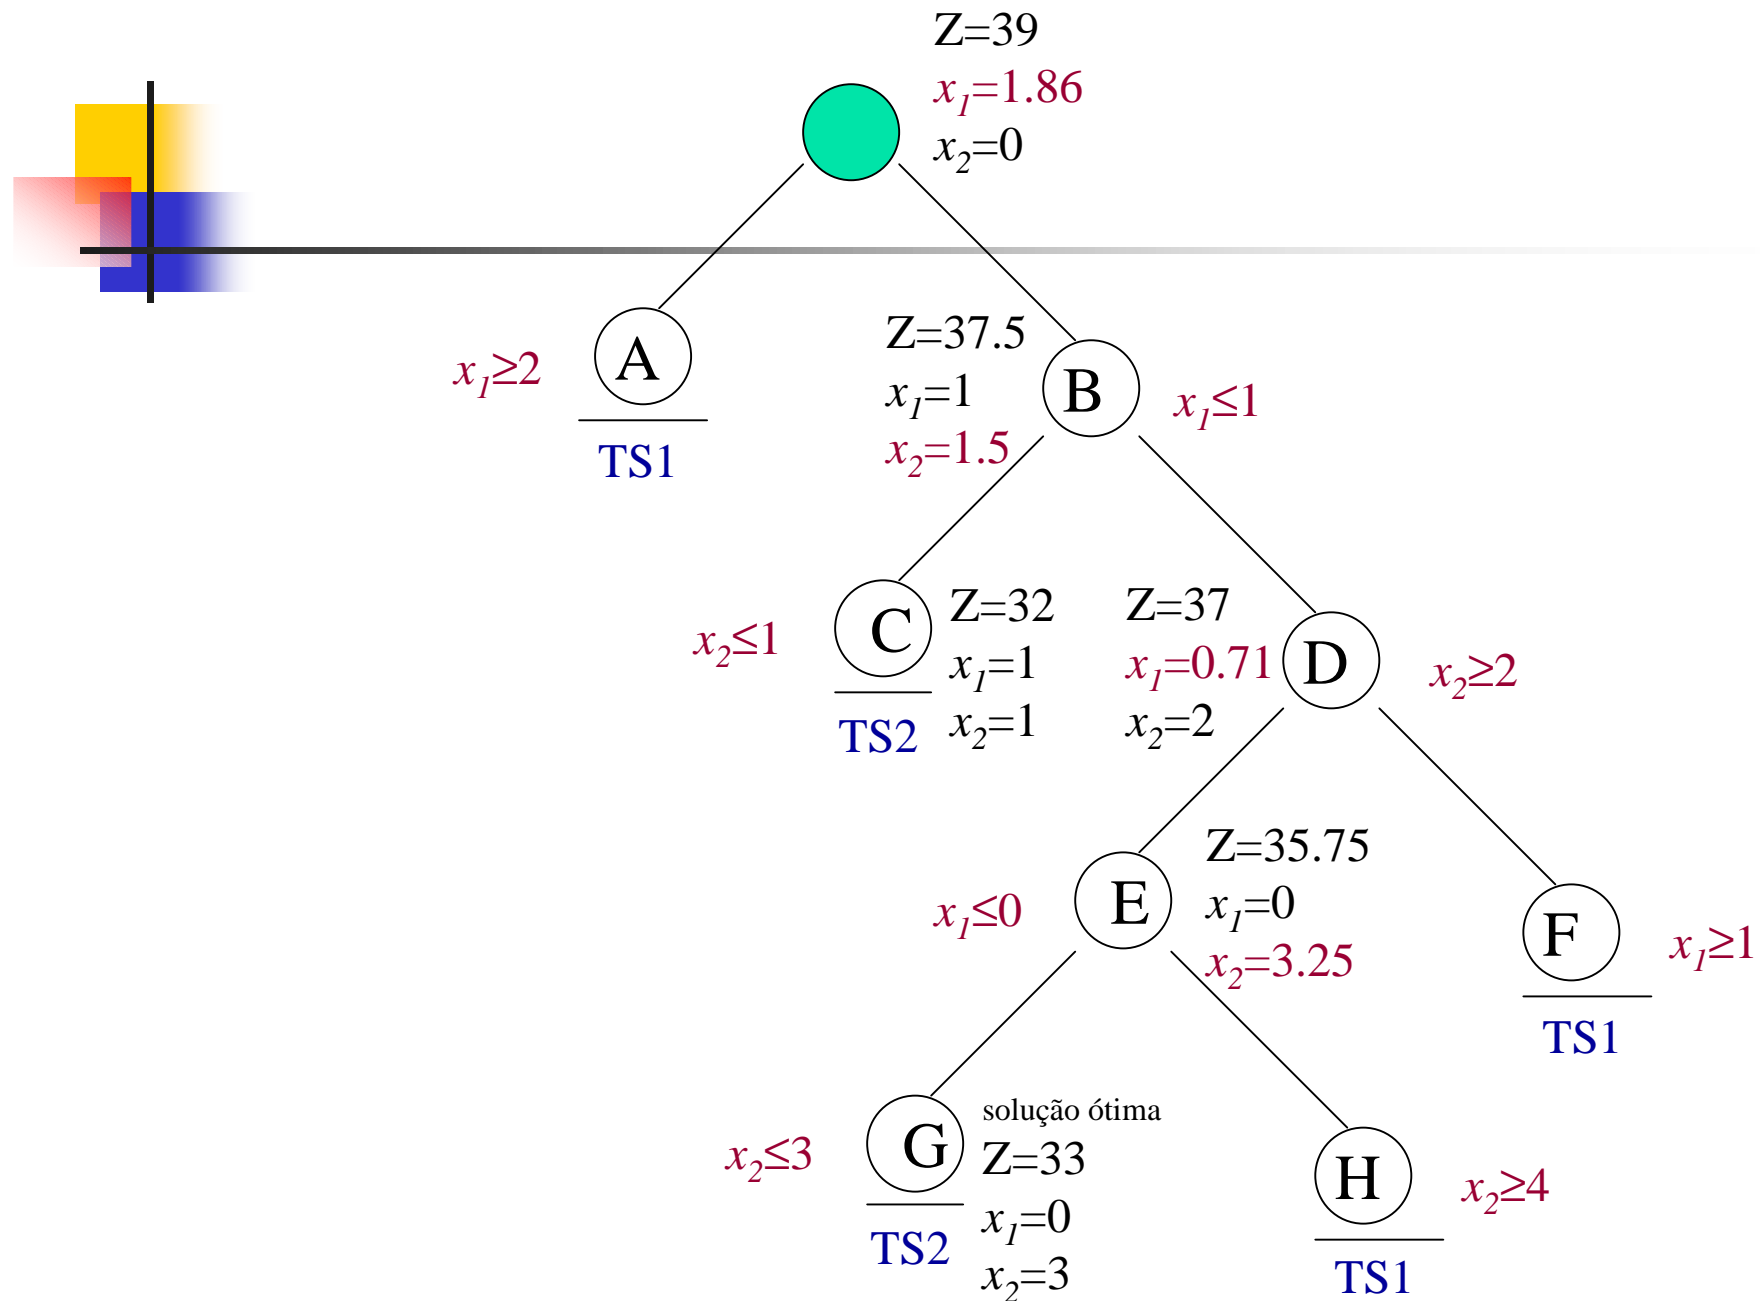 Z=39
x₁=1.86
x₂=0
x₁≥2
A
TS1
Z=37.5
x₁=1
x₂=1.5
B
x₁≤1
x₂≤1
C
TS2
Z=32
x₁=1
x₂=1
Z=37
x₁=0.71
x₂=2
D
x₂≥2
x₁≤0
E
Z=35.75
x₁=0
x₂=3.25
F
x₁≥1
TS1
x₂≤3
G
TS2
solução ótima
Z=33
x₁=0
x₂=3
H
x₂≥4
TS1